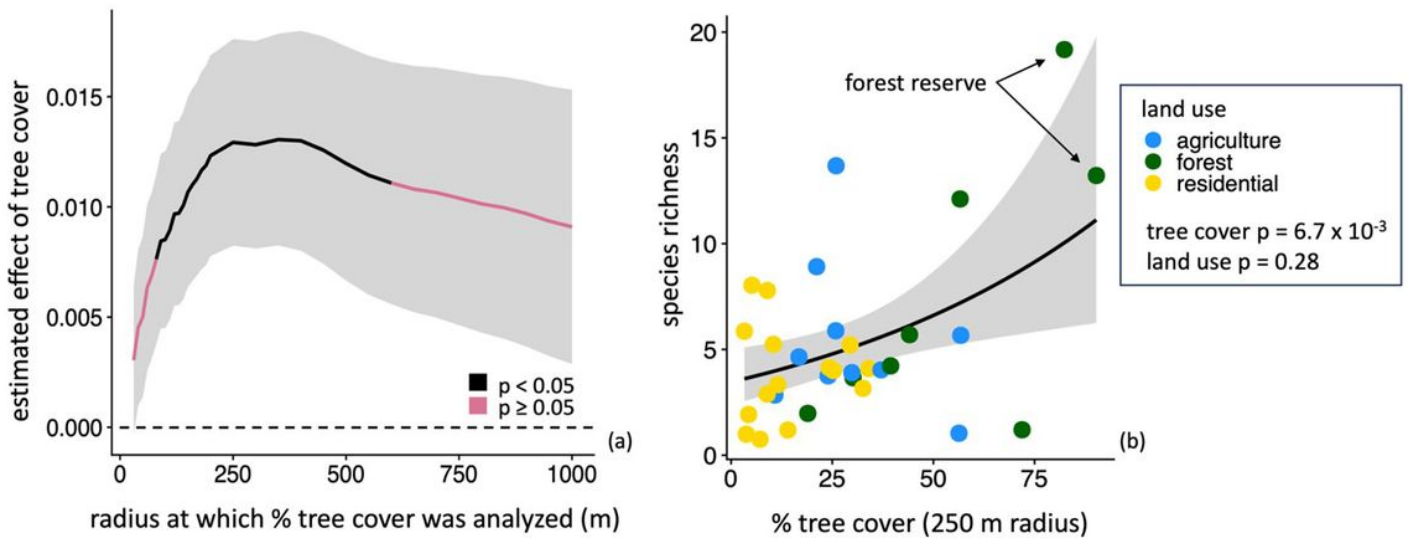 estimated effect of tree cover
0.015
0.010
0.005
0.000
p < 0.05
p ≥ 0.05
(a)
0
250
500
750
1000
radius at which % tree cover was analyzed (m)
species richness
20
15
10
5
0
forest reserve
(b)
0
25
50
75
% tree cover (250 m radius)
land use
agriculture
forest
residential
tree cover p = 6.7 x 10⁻³
land use p = 0.28